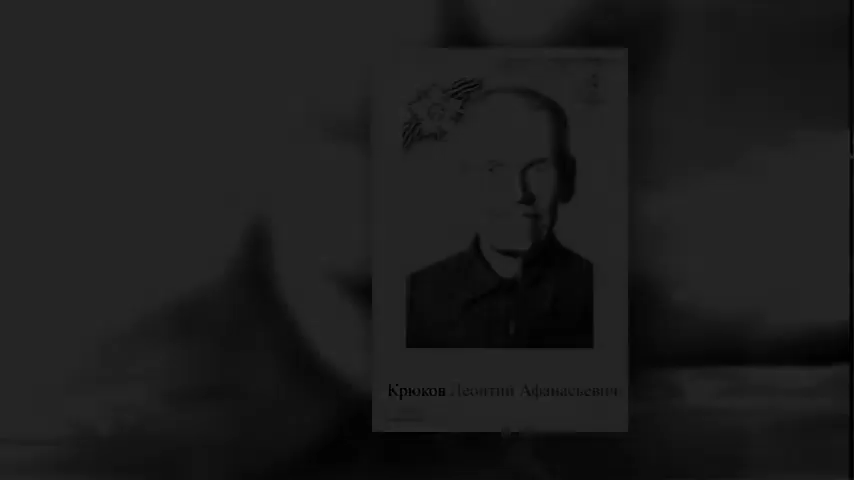 Крюков Леонтий Афанасьевич